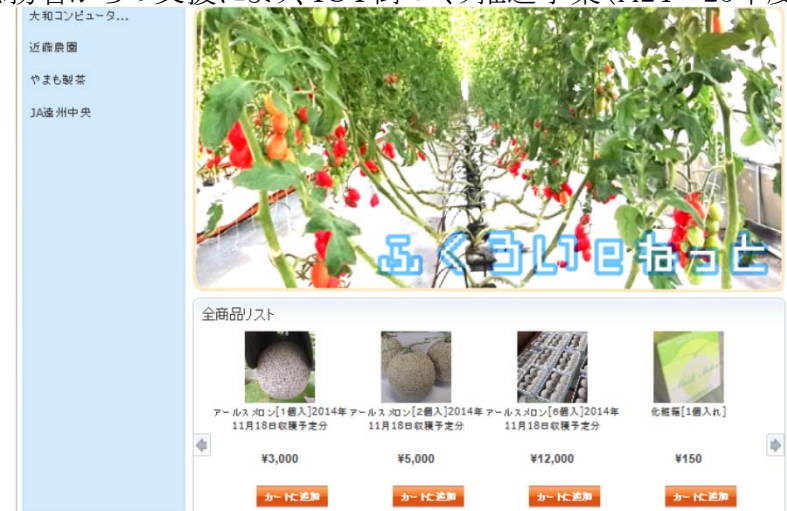 務省からの支援により、ICT街づくり推進事業(H24－26年度
大和コンピュータ...
近藤農園
やまも製茶
JA遠州中央
ふくろいeねっと
全商品リスト
アールスメロン[1個入]2014年11月18日収穫予定分
アールスメロン[2個入]2014年11月18日収穫予定分
アールスメロン[6個入]2014年11月18日収穫予定分
化粧箱[1個入れ]
¥3,000
¥5,000
¥12,000
¥150
カートに追加
カートに追加
カートに追加
カートに追加